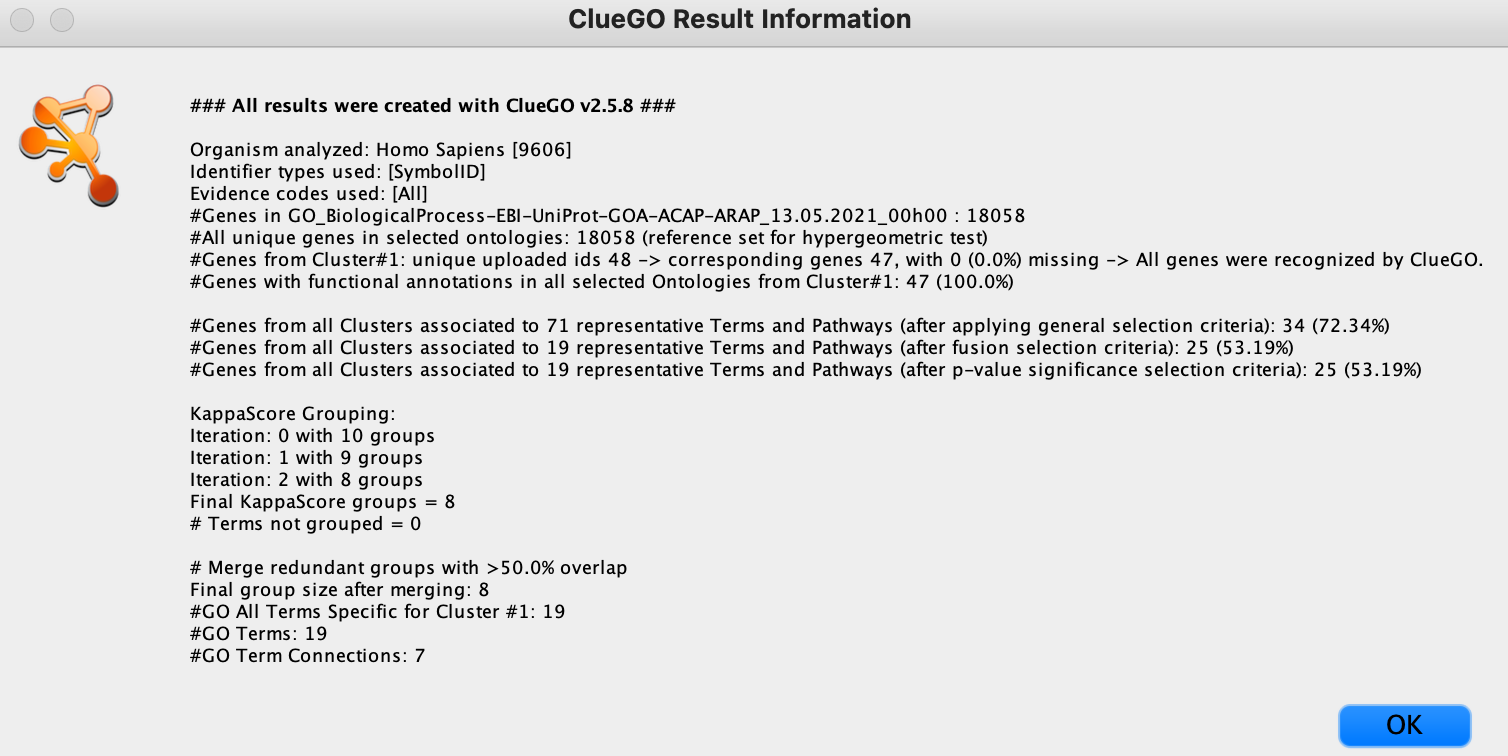 ClueGO Result Information
### All results were created with ClueGO v2.5.8 ###
Organism analyzed: Homo Sapiens [9606]
Identifier types used: [SymbolID]
Evidence codes used: [All]
#Genes in GO_BiologicalProcess-EBI-UniProt-GOA-ACAP-ARAP_13.05.2021_00h00 : 18058
#All unique genes in selected ontologies: 18058 (reference set for hypergeometric test)
#Genes from Cluster#1: unique uploaded ids 48 -> corresponding genes 47, with 0 (0.0%) missing -> All genes were recognized by ClueGO.
#Genes with functional annotations in all selected Ontologies from Cluster#1: 47 (100.0%)
#Genes from all Clusters associated to 71 representative Terms and Pathways (after applying general selection criteria): 34 (72.34%)
#Genes from all Clusters associated to 19 representative Terms and Pathways (after fusion selection criteria): 25 (53.19%)
#Genes from all Clusters associated to 19 representative Terms and Pathways (after p-value significance selection criteria): 25 (53.19%)
KappaScore Grouping:
Iteration: 0 with 10 groups
Iteration: 1 with 9 groups
Iteration: 2 with 8 groups
Final KappaScore groups = 8
# Terms not grouped = 0
# Merge redundant groups with >50.0% overlap
Final group size after merging: 8
#GO All Terms Specific for Cluster #1: 19
#GO Terms: 19
#GO Term Connections: 7
OK